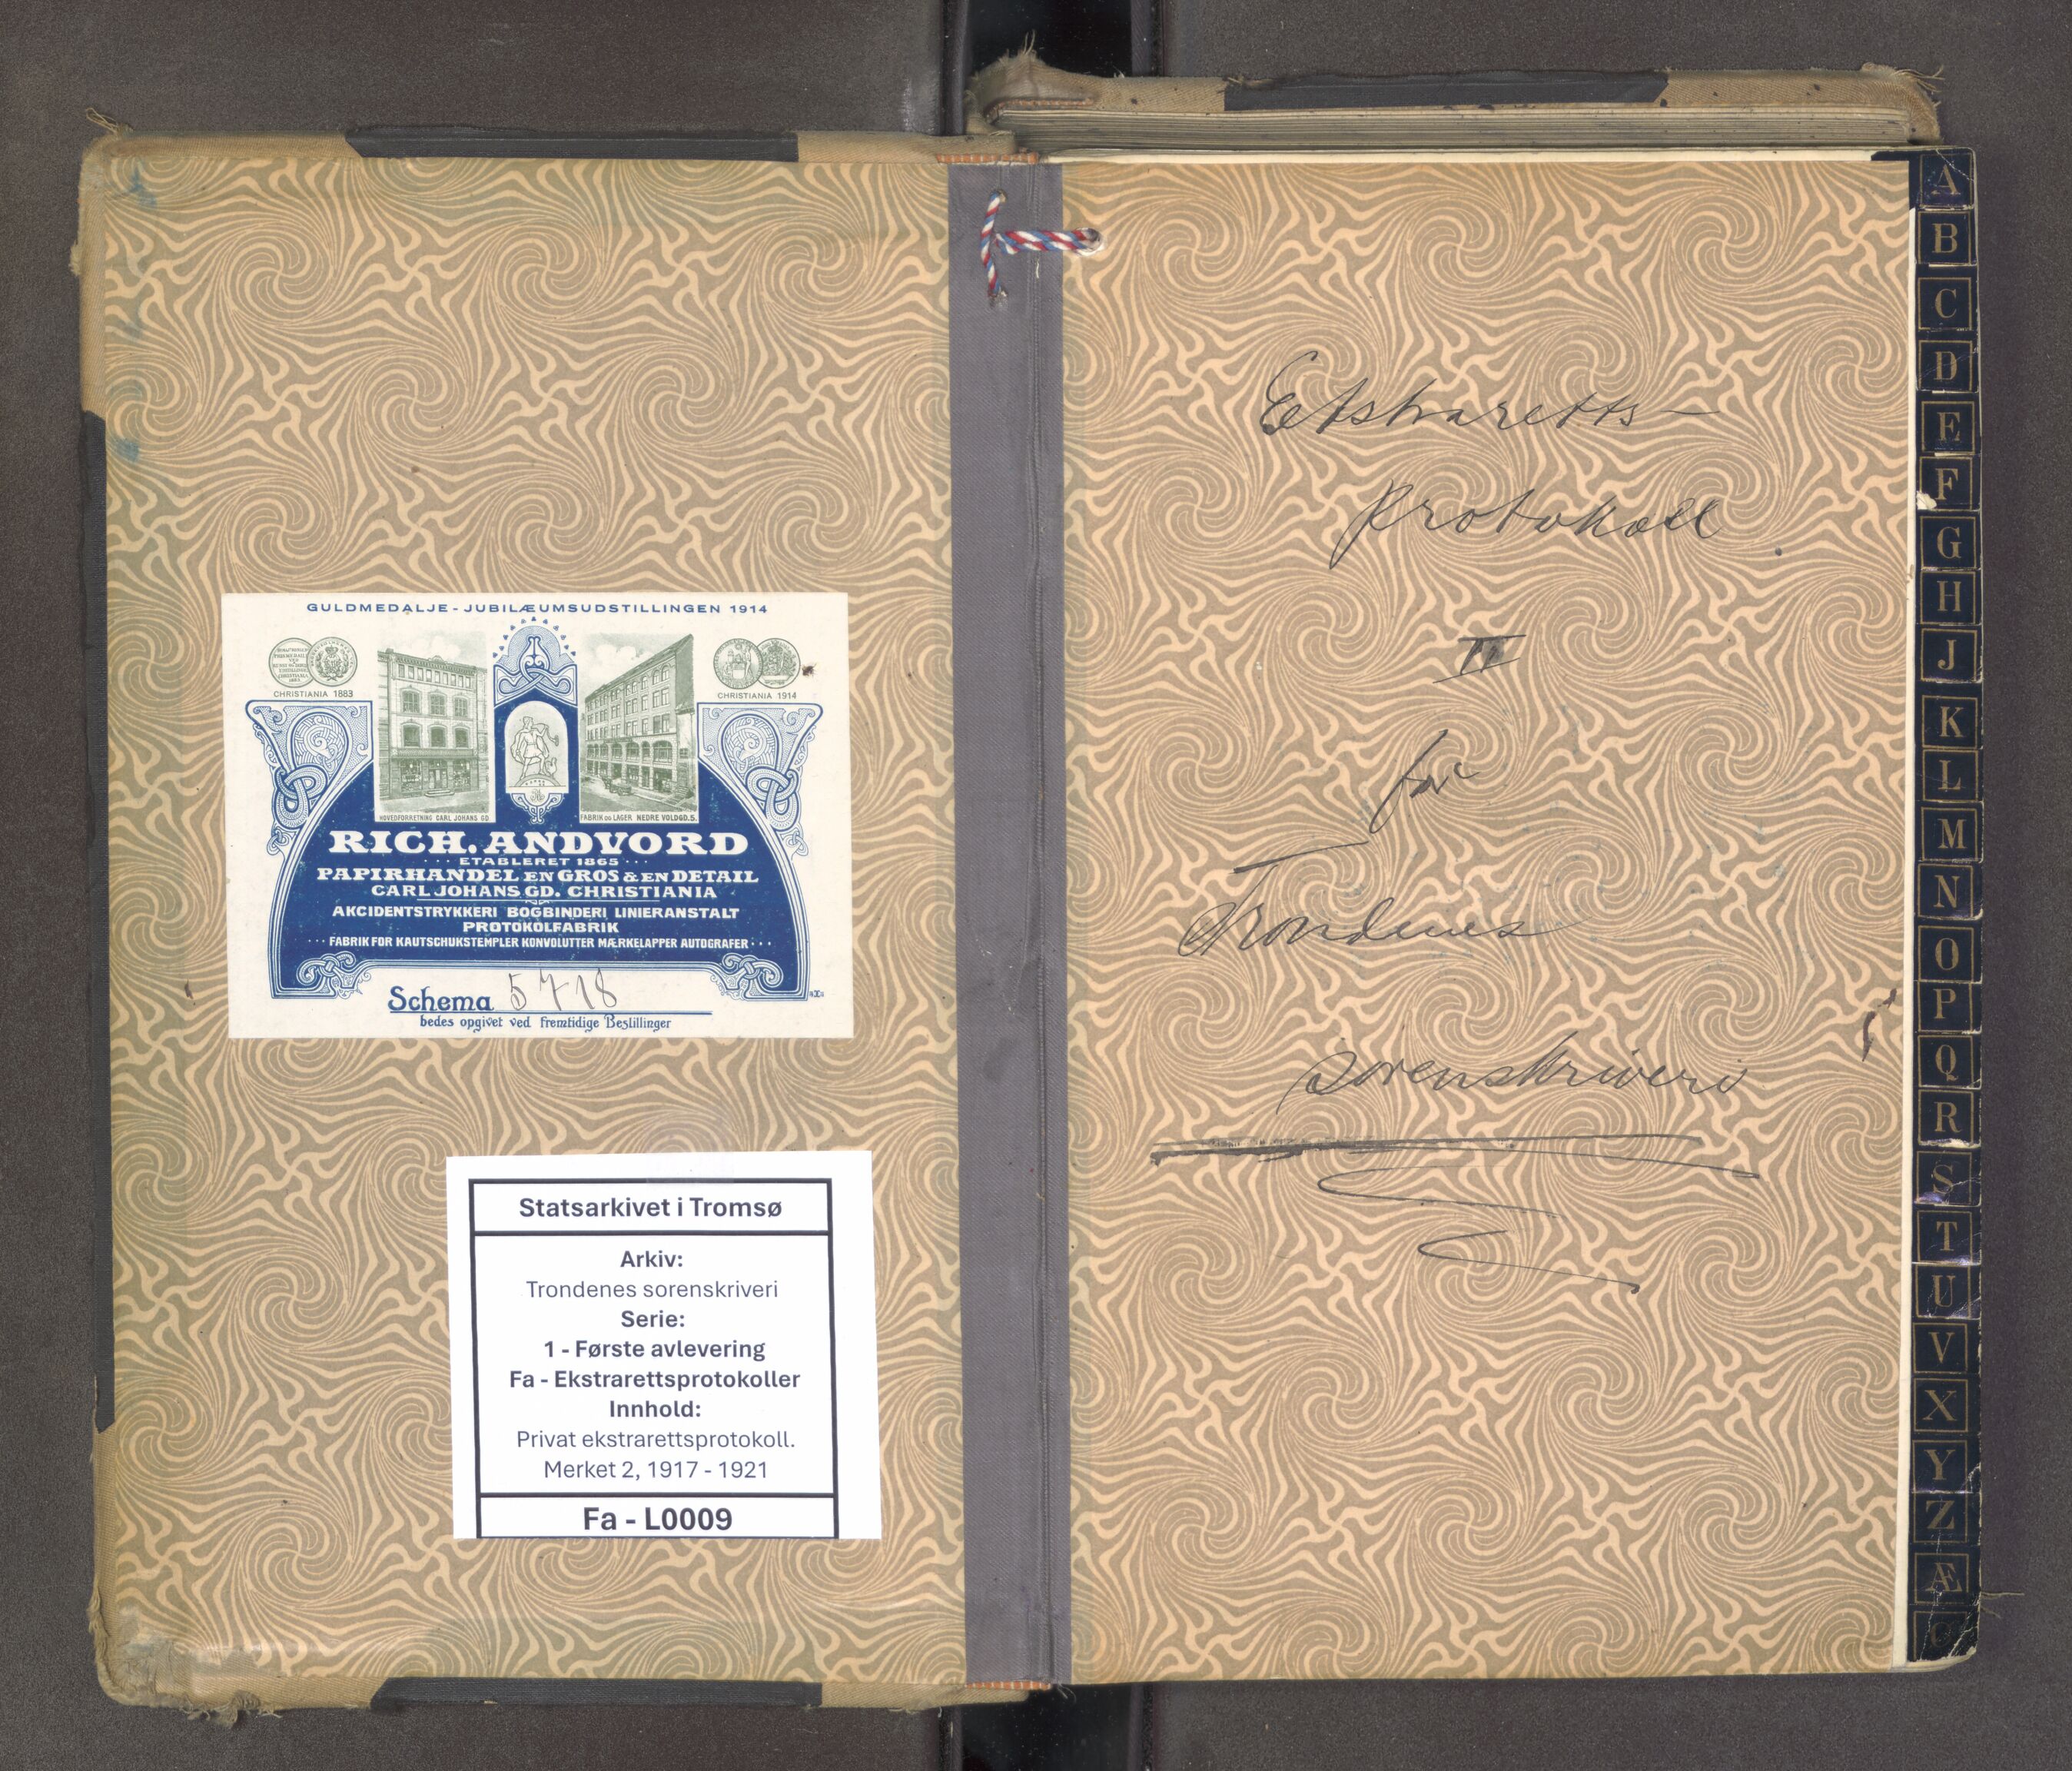 GULDMEDALJE - JUBILÆUMSUDSTILLINGEN 1914
CHRISTIANIA 1883
CHRISTIANIA 1914
HOVEDFORRETNING CARL JOHANS GD
FABRIK OG LAGER NEDRE VOLDGD.5.
RICH. ANDVORD
ETABLERET 1865
PAPIRHANDEL EN GROS & EN DETAIL
CARL JOHANS GD. CHRISTIANIA
AKCIDENTSTRYKKERI BOGBINDERI LINIERANSTALT
PROTOKOLFABRIK
FABRIK FOR KAUTSCHUKSTEMPLER KONVOLUTTER MÆRKELAPPER AUTOGRAFER
Schema 5718
bedes opgivet ved fremtidige Bestillinger
Statsarkivet i Tromsø
Arkiv:
Trondenes sorenskriveri
Serie:
1 - Første avlevering
Fa - Ekstrarettsprotokoller
Innhold:
Privat ekstrarettsprotokoll.
Merket 2, 1917 - 1921
Fa - L0009
Ekstraretts-
protokoll
II
for
Trondenes
sorenskriveri
A
B
C
D
E
F
G
H
J
K
L
M
N
O
P
Q
R
S
T
U
V
X
Y
Z
Æ